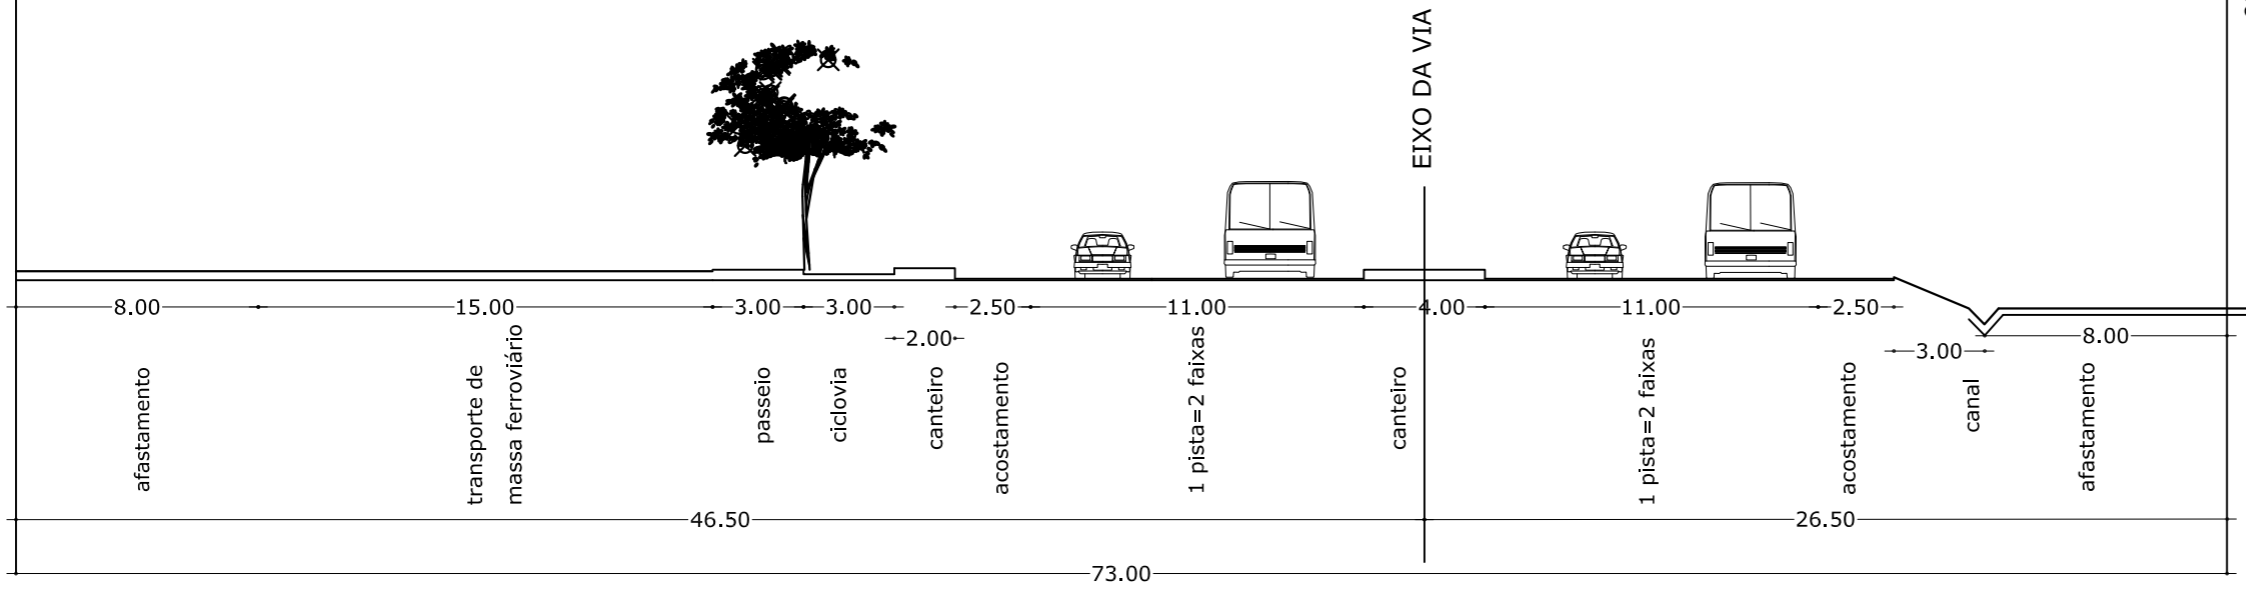 EIXO DA VIA
8.00
15.00
3.00
3.00
2.50
11.00
4.00
11.00
2.50
2.00
3.00
8.00
afastamento
transporte de
massa ferroviário
passeio
ciclovia
canteiro
acostamento
1 pista=2 faixas
canteiro
1 pista=2 faixas
acostamento
canal
afastamento
46.50
26.50
73.00